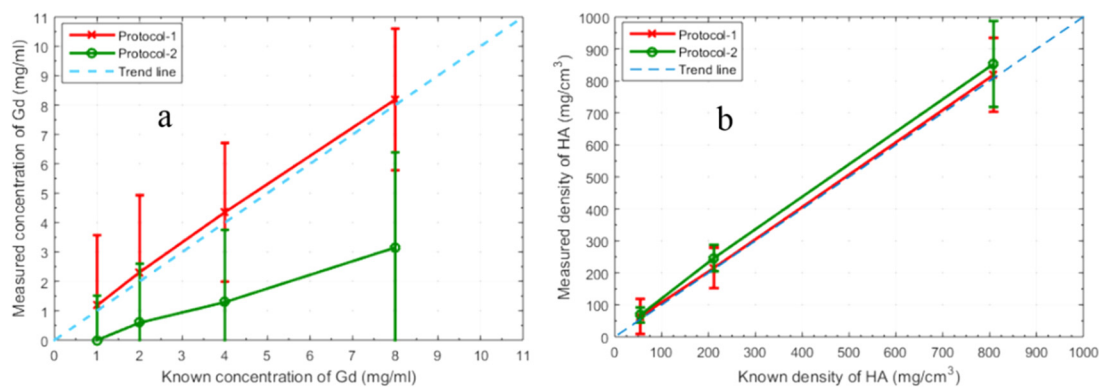 11
10
9
8
7
6
5
4
3
2
1
0
Measured concentration of Gd (mg/ml)
Protocol-1
Protocol-2
Trend line
a
0 1 2 3 4 5 6 7 8 9 10 11
Known concentration of Gd (mg/ml)
1000
900
800
700
600
500
400
300
200
100
0
Measured density of HA (mg/cm³)
Protocol-1
Protocol-2
Trend line
b
0 100 200 300 400 500 600 700 800 900 1000
Known density of HA (mg/cm³)